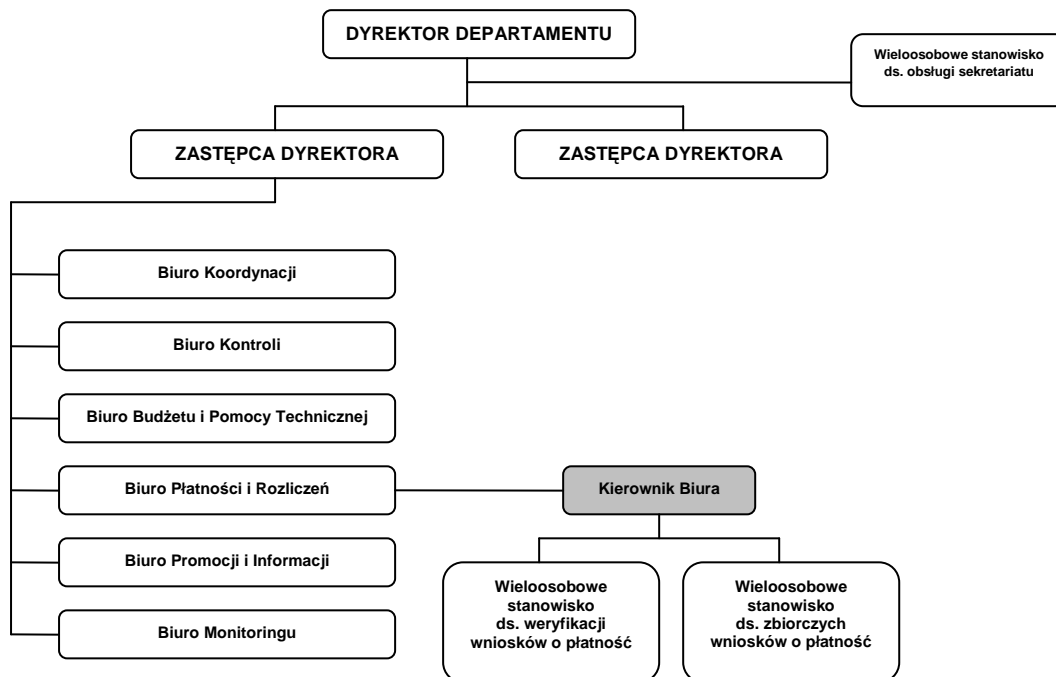 DYREKTOR DEPARTAMENTU
Wieloosobowe stanowisko
ds. obsługi sekretariatu
ZASTĘPCA DYREKTORA
ZASTĘPCA DYREKTORA
Biuro Koordynacji
Biuro Kontroli
Biuro Budżetu i Pomocy Technicznej
Biuro Płatności i Rozliczeń
Kierownik Biura
Biuro Promocji i Informacji
Biuro Monitoringu
Wieloosobowe
stanowisko
ds. weryfikacji
wniosków o płatność
Wieloosobowe
stanowisko
ds. zbiorczych
wniosków o płatność